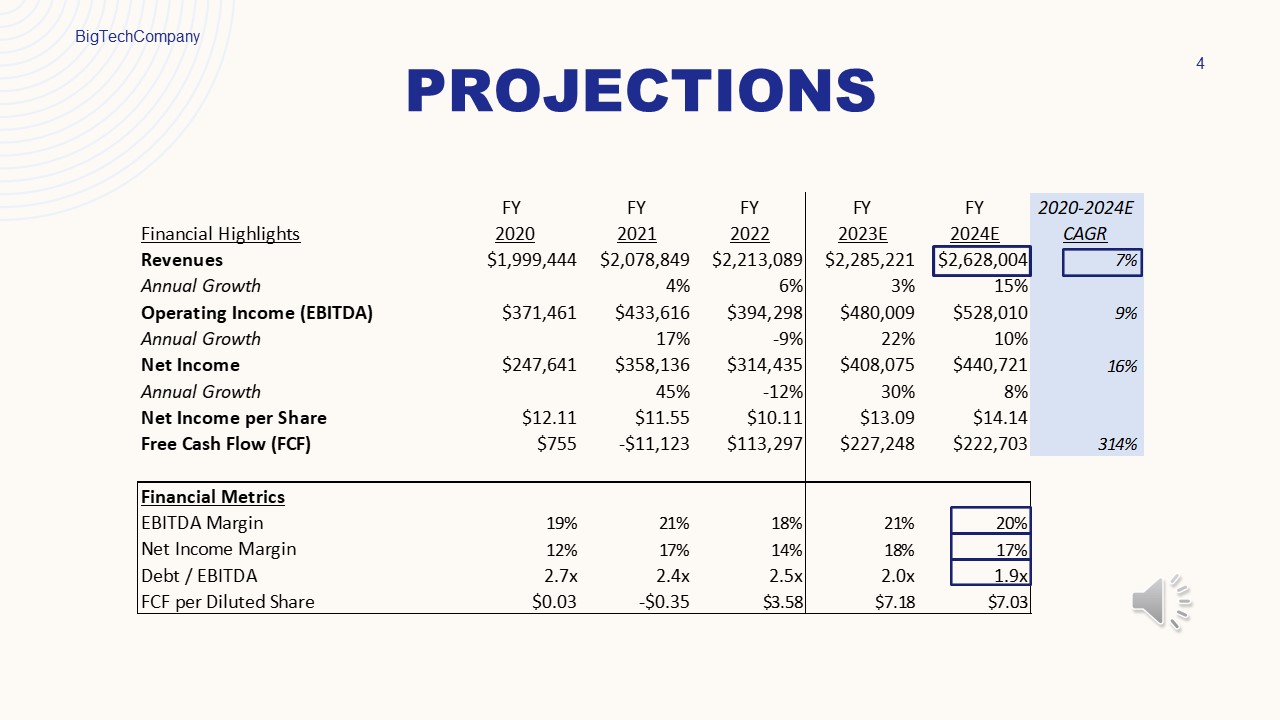 BigTechCompany
4
PROJECTIONS
FY FY FY FY FY 2020-2024E
Financial Highlights 2020 2021 2022 2023E 2024E CAGR
Revenues $1,999,444 $2,078,849 $2,213,089 $2,285,221 $2,628,004 7%
Annual Growth 4% 6% 3% 15%
Operating Income (EBITDA) $371,461 $433,616 $394,298 $480,009 $528,010 9%
Annual Growth 17% -9% 22% 10%
Net Income $247,641 $358,136 $314,435 $408,075 $440,721 16%
Annual Growth 45% -12% 30% 8%
Net Income per Share $12.11 $11.55 $10.11 $13.09 $14.14
Free Cash Flow (FCF) $755 -$11,123 $113,297 $227,248 $222,703 314%
Financial Metrics
EBITDA Margin 19% 21% 18% 21% 20%
Net Income Margin 12% 17% 14% 18% 17%
Debt / EBITDA 2.7x 2.4x 2.5x 2.0x 1.9x
FCF per Diluted Share $0.03 -$0.35 $3.58 $7.18 $7.03